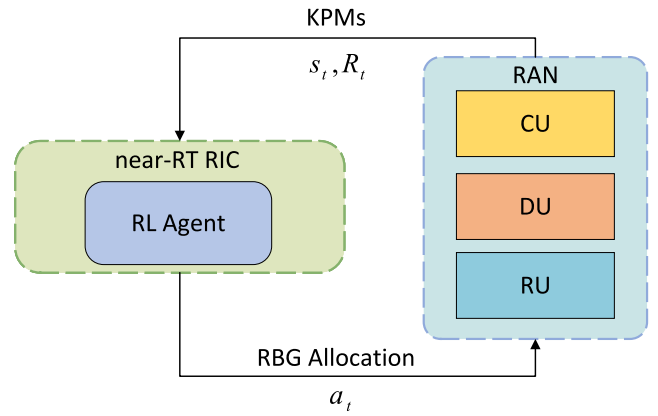 KPMs
s_t, R_t
RAN
CU
near-RT RIC
DU
RL Agent
RU
RBG Allocation
a_t